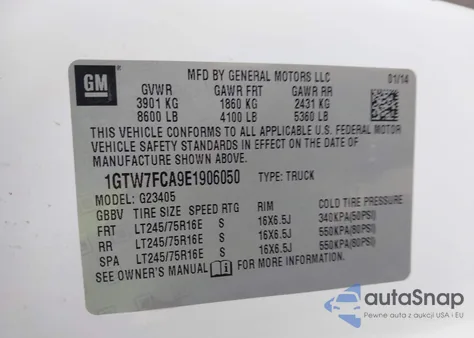 GM
MFD BY GENERAL MOTORS LLC 01/14
GVWR GAWR FRT GAWR RR
3901 KG 1860 KG 2431 KG
8600 LB 4100 LB 5360 LB
THIS VEHICLE CONFORMS TO ALL APPLICABLE U.S. FEDERAL MOTOR
VEHICLE SAFETY STANDARDS IN EFFECT ON THE DATE OF
MANUFACTURE SHOWN ABOVE.
1GTW7FCA9E1906050 TYPE: TRUCK
MODEL: G23405
GBBV TIRE SIZE SPEED RTG RIM COLD TIRE PRESSURE
FRT LT245/75R16E S 16X6.5J 340KPA(50PSI)
RR LT245/75R16E S 16X6.5J 550KPA(80PSI)
SPA LT245/75R16E S 16X6.5J 550KPA(80PSI)
SEE OWNER'S MANUAL FOR MORE INFORMATION.
autaSnap
Pewne auta z aukcji USA i EU